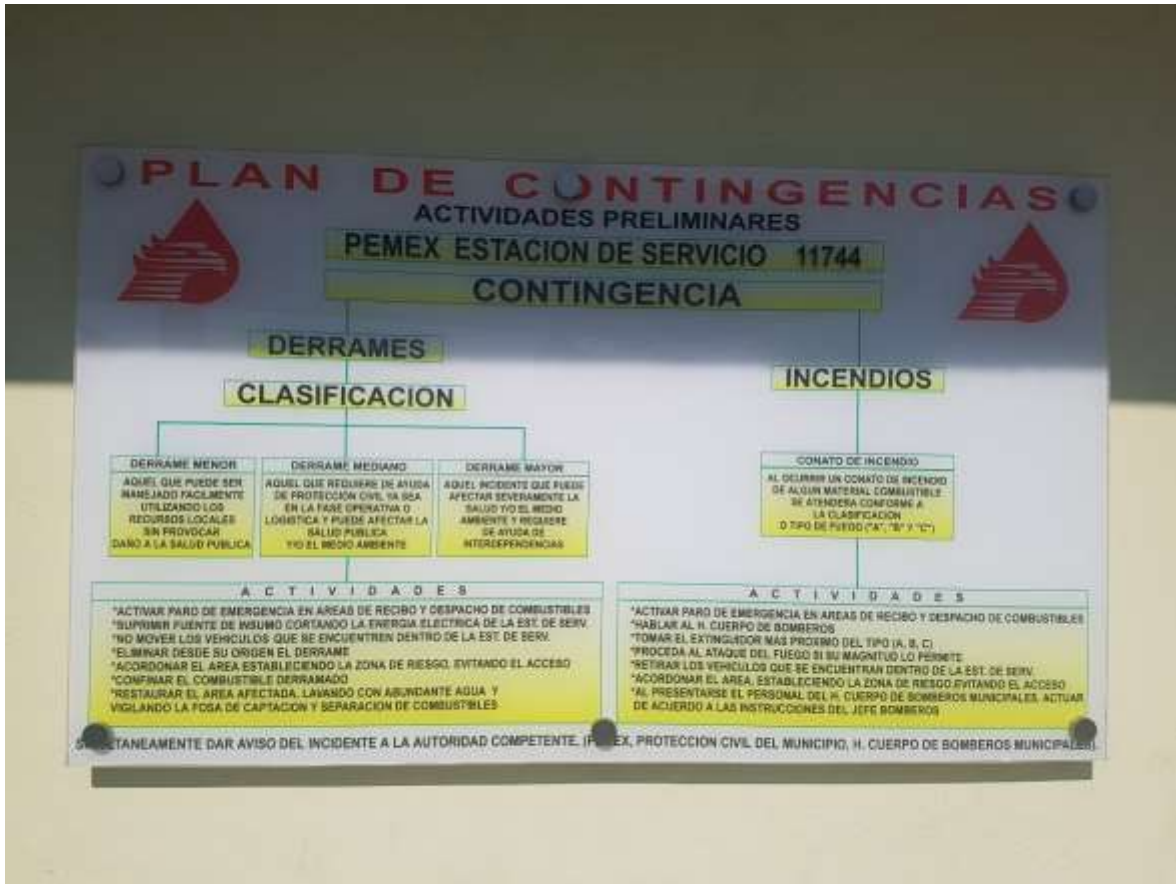 PLAN DE CONTINGENCIAS
ACTIVIDADES PRELIMINARES
PEMEX ESTACION DE SERVICIO 11744
CONTINGENCIA
DERRAMES
CLASIFICACION
DERRAME MENOR
AQUEL QUE PUEDE SER
MANEJADO FACILMENTE
UTILIZANDO LOS
RECURSOS LOCALES
SIN PROVOCAR
DAÑO A LA SALUD PUBLICA
DERRAME MEDIANO
AQUEL QUE REQUIERE DE AYUDA
DE PROTECCION CIVIL YA SEA
EN LA FASE OPERATIVA O
LOGISTICA Y PUEDE AFECTAR LA
SALUD PUBLICA
Y/O EL MEDIO AMBIENTE
DERRAME MAYOR
AQUEL INCIDENTE QUE PUEDE
AFECTAR SEVERAMENTE LA
SALUD Y/O EL MEDIO
AMBIENTE Y REQUIERE
DE AYUDA DE
INTERDEPENDENCIAS
ACTIVIDADES
*ACTIVAR PARO DE EMERGENCIA EN AREAS DE RECIBO Y DESPACHO DE COMBUSTIBLES
*SUPRIMIR FUENTE DE INSUMO CORTANDO LA ENERGIA ELECTRICA DE LA EST. DE SERV.
*NO MOVER LOS VEHICULOS QUE SE ENCUENTREN DENTRO DE LA EST. DE SERV.
*ELIMINAR DESDE SU ORIGEN EL DERRAME
*ACORDONAR EL AREA ESTABLECIENDO LA ZONA DE RIESGO, EVITANDO EL ACCESO
*CONFINAR EL COMBUSTIBLE DERRAMADO
*RESTAURAR EL AREA AFECTADA, LAVANDO CON ABUNDANTE AGUA Y
VIGILANDO LA FOSA DE CAPTACION Y SEPARACION DE COMBUSTIBLES
INCENDIOS
CONATO DE INCENDIO
AL OCURRIR UN CONATO DE INCENDIO
DE ALGUN MATERIAL COMBUSTIBLE
SE ATENDERA CONFORME A
LA CLASIFICACION
O TIPO DE FUEGO ("A", "B" Y "C")
ACTIVIDADES
*ACTIVAR PARO DE EMERGENCIA EN AREAS DE RECIBO Y DESPACHO DE COMBUSTIBLES
*HABLAR AL H. CUERPO DE BOMBEROS
*TOMAR EL EXTINGUIDOR MAS PROXIMO DEL TIPO (A, B, C)
*PROCEDA AL ATAQUE DEL FUEGO SI SU MAGNITUD LO PERMITE
*RETIRAR LOS VEHICULOS QUE SE ENCUENTRAN DENTRO DE LA EST. DE SERV.
*ACORDONAR EL AREA, ESTABLECIENDO LA ZONA DE RIESGO,EVITANDO EL ACCESO
*AL PRESENTARSE EL PERSONAL DEL H. CUERPO DE BOMBEROS MUNICIPALES, ACTUAR
DE ACUERDO A LAS INSTRUCCIONES DEL JEFE BOMBEROS
DAR AVISO DEL INCIDENTE A LA AUTORIDAD COMPETENTE. (PEMEX, PROTECCION CIVIL DEL MUNICIPIO, H. CUERPO DE BOMBEROS MUNICIPALES).